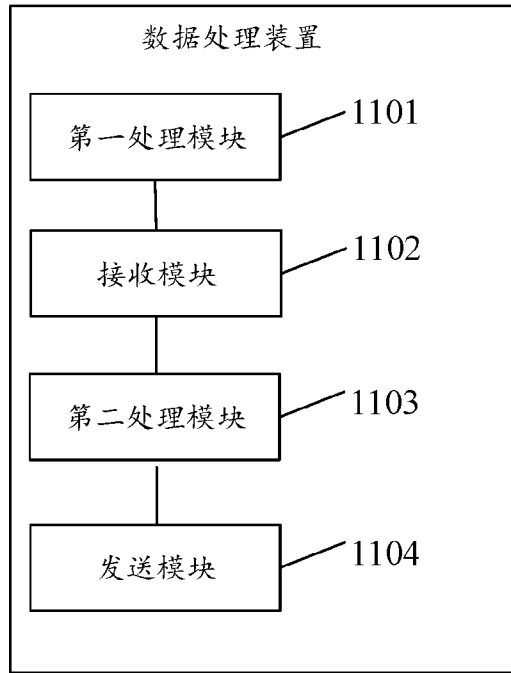 数据处理装置
第一处理模块
1101
接收模块
1102
第二处理模块
1103
发送模块
1104